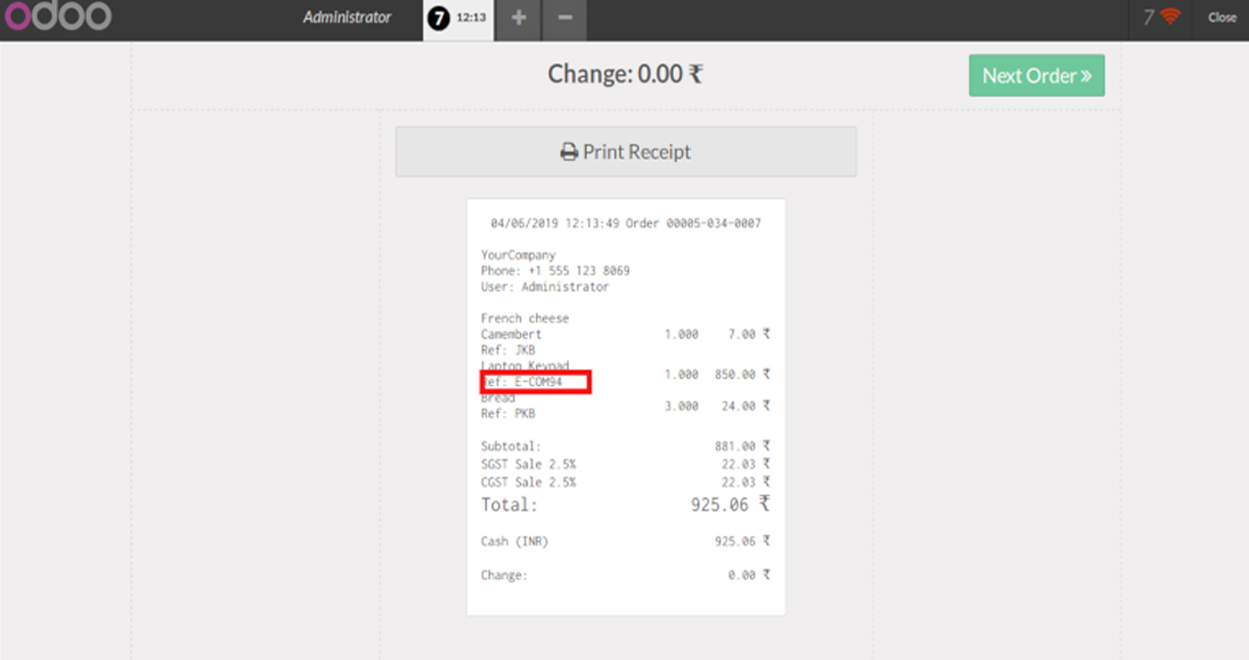 odoo Administrator 7 12:13 + − 7 Close
Change: 0.00 ₹ Next Order »
Print Receipt
04/06/2019 12:13:49 Order 00005-034-0007
YourCompany
Phone: +1 555 123 8069
User: Administrator
French cheese
Camembert 1.000 7.00 ₹
Ref: JKB
Laptop Keypad
Ref: E-COM94 1.000 850.00 ₹
Bread
Ref: PKB 3.000 24.00 ₹
Subtotal: 881.00 ₹
SGST Sale 2.5% 22.03 ₹
CGST Sale 2.5% 22.03 ₹
Total: 925.06 ₹
Cash (INR) 925.06 ₹
Change: 0.00 ₹